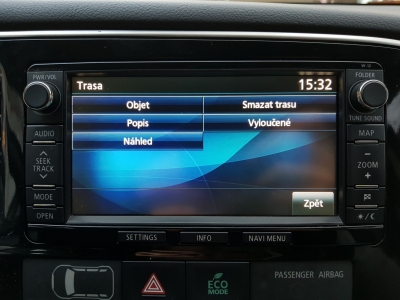 PWR/VOL
FOLDER
Trasa 15:32
Objet Smazat trasu
Popis Vyloučené
Náhled
Zpět
TUNE SOUND
AUDIO
MAP
SEEK
TRACK
ZOOM
MODE
OPEN
SETTINGS INFO NAVI MENU
ECO
MODE
PASSENGER AIRBAG